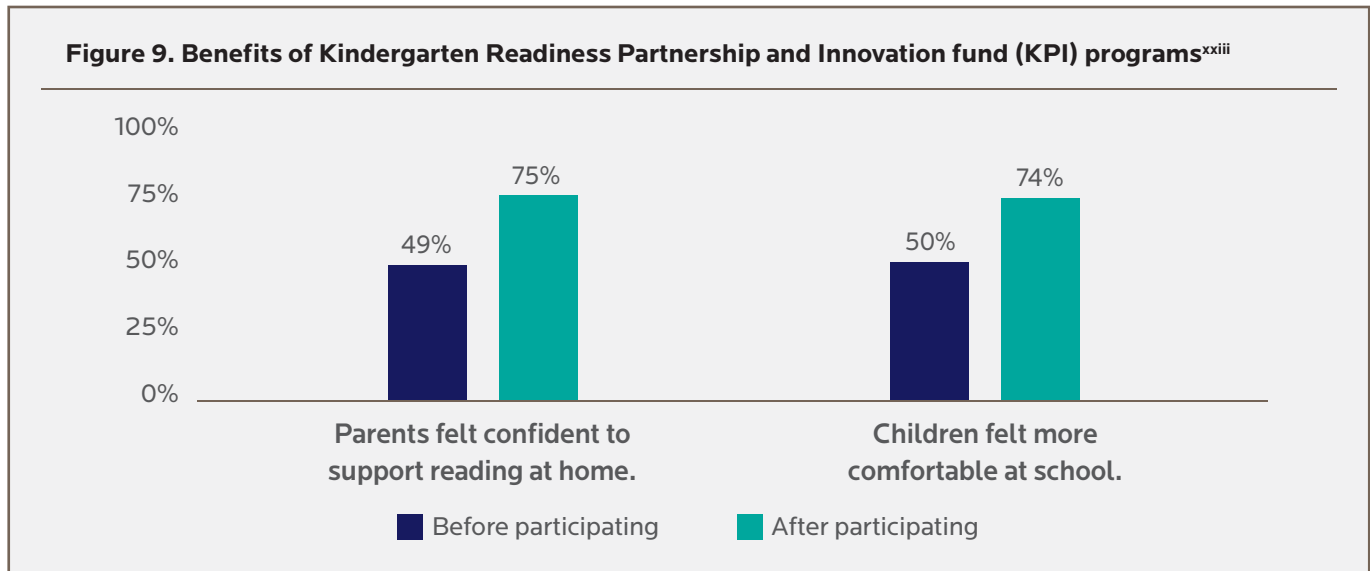 Figure 9. Benefits of Kindergarten Readiness Partnership and Innovation fund (KPI) programsxxiii
100%
75%
50%
25%
0%
49%
75%
50%
74%
Parents felt confident to
support reading at home.
Children felt more
comfortable at school.
Before participating
After participating